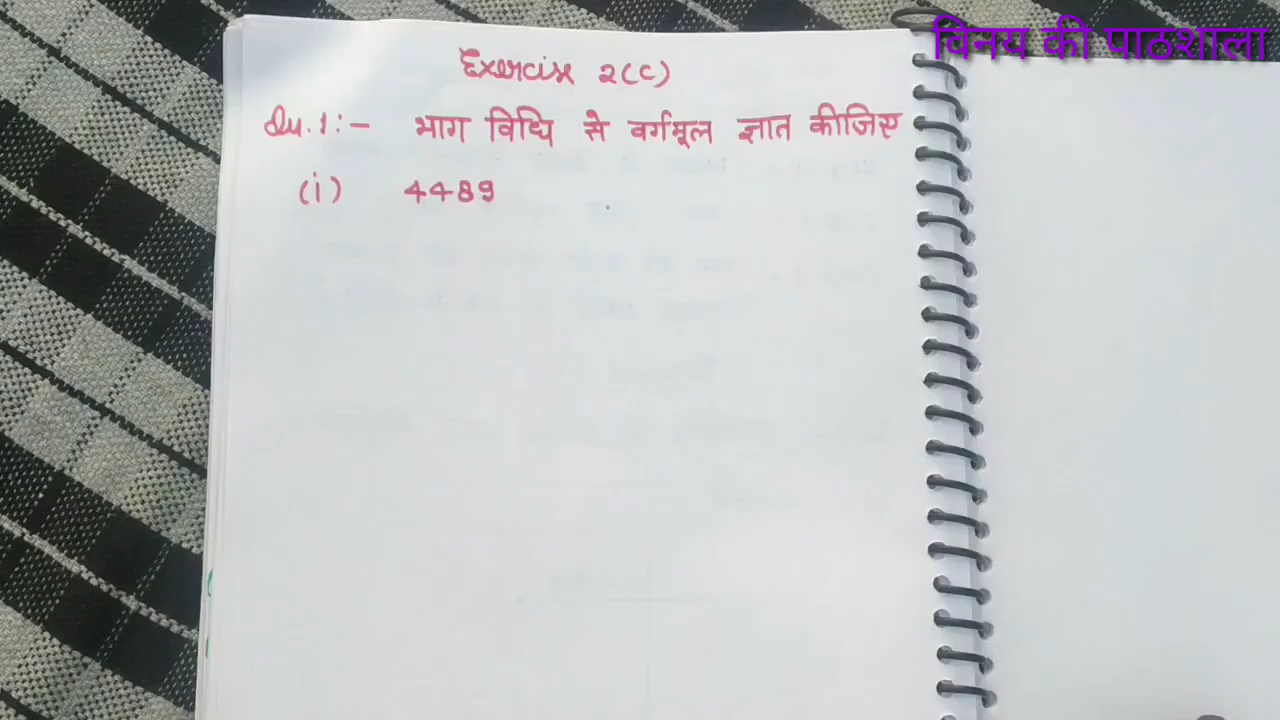 विनय की पाठशाला
Exercise 2(C)
Qu. 1:- भाग विधि से वर्गमूल ज्ञात कीजिए
(i) 4489